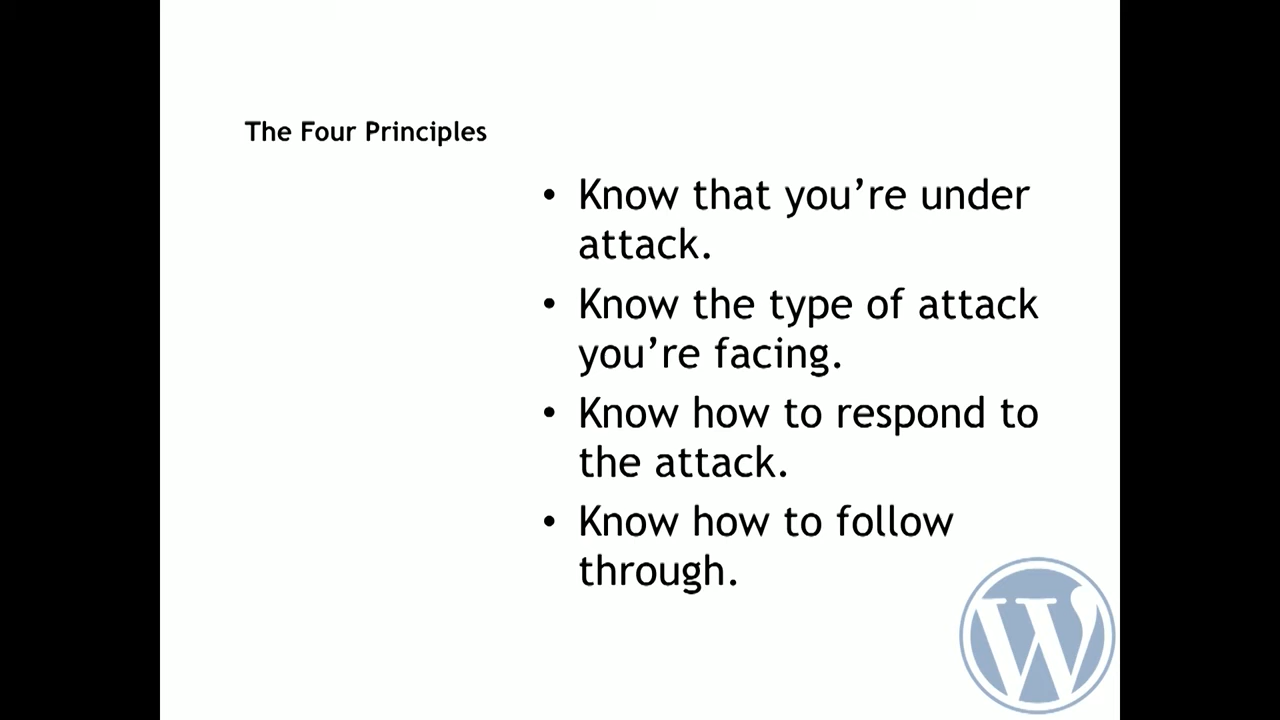 The Four Principles
• Know that you’re under
attack.
• Know the type of attack
you’re facing.
• Know how to respond to
the attack.
• Know how to follow
through.
W